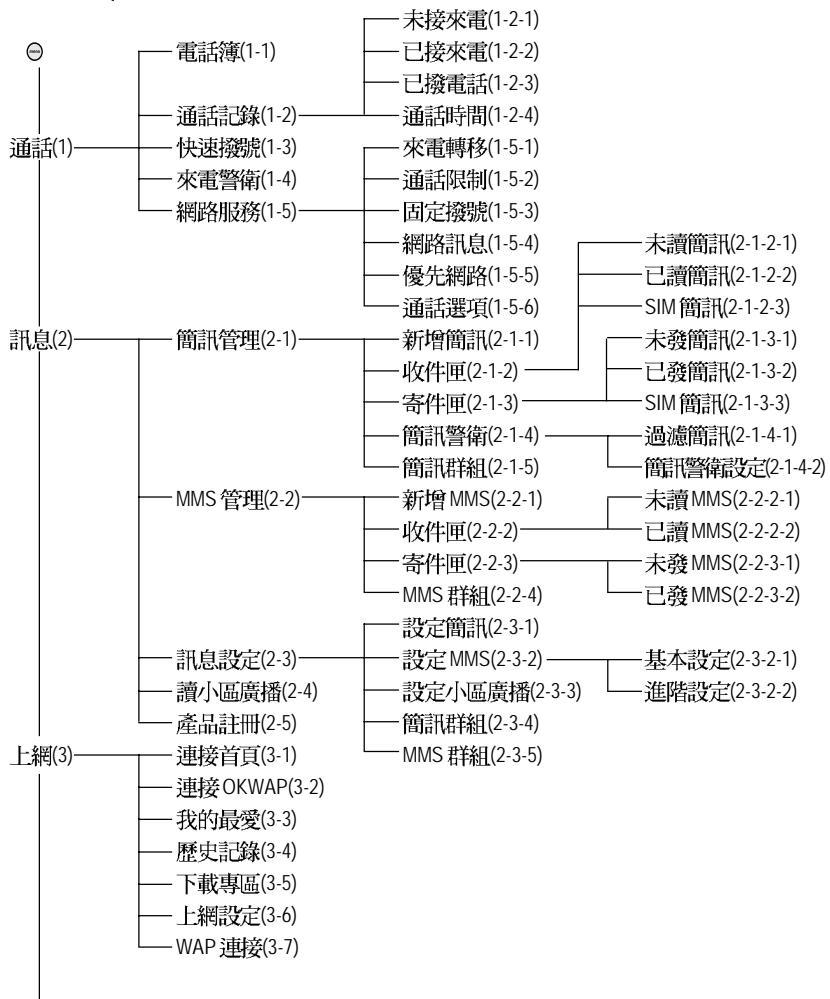 未接來電(1-2-1)
電話簿(1-1) 已接來電(1-2-2)
已撥電話(1-2-3)
通話記錄(1-2) 通話時間(1-2-4)
通話(1) 快速撥號(1-3) 來電轉移(1-5-1)
來電警衛(1-4) 通話限制(1-5-2)
網路服務(1-5) 固定撥號(1-5-3)
網路訊息(1-5-4) 未讀簡訊(2-1-2-1)
優先網路(1-5-5) 已讀簡訊(2-1-2-2)
通話選項(1-5-6) SIM 簡訊(2-1-2-3)
訊息(2) 簡訊管理(2-1) 新增簡訊(2-1-1) 未發簡訊(2-1-3-1)
收件匣(2-1-2) 已發簡訊(2-1-3-2)
寄件匣(2-1-3) SIM 簡訊(2-1-3-3)
簡訊警衛(2-1-4) 過濾簡訊(2-1-4-1)
簡訊群組(2-1-5) 簡訊警衛設定(2-1-4-2)
MMS 管理(2-2) 新增 MMS(2-2-1) 未讀 MMS(2-2-2-1)
收件匣(2-2-2) 已讀 MMS(2-2-2-2)
寄件匣(2-2-3) 未發 MMS(2-2-3-1)
MMS 群組(2-2-4) 已發 MMS(2-2-3-2)
設定簡訊(2-3-1)
訊息設定(2-3) 設定 MMS(2-3-2) 基本設定(2-3-2-1)
讀小區廣播(2-4) 設定小區廣播(2-3-3) 進階設定(2-3-2-2)
產品註冊(2-5) 簡訊群組(2-3-4)
上網(3) 連接首頁(3-1) MMS 群組(2-3-5)
連接 OKWAP(3-2)
我的最愛(3-3)
歷史記錄(3-4)
下載專區(3-5)
上網設定(3-6)
WAP 連接(3-7)